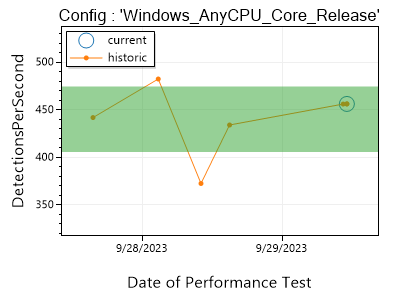 Config : 'Windows_AnyCPU_Core_Release'
current
historic
DetectionsPerSecond
500
450
400
350
9/28/2023
9/29/2023
Date of Performance Test